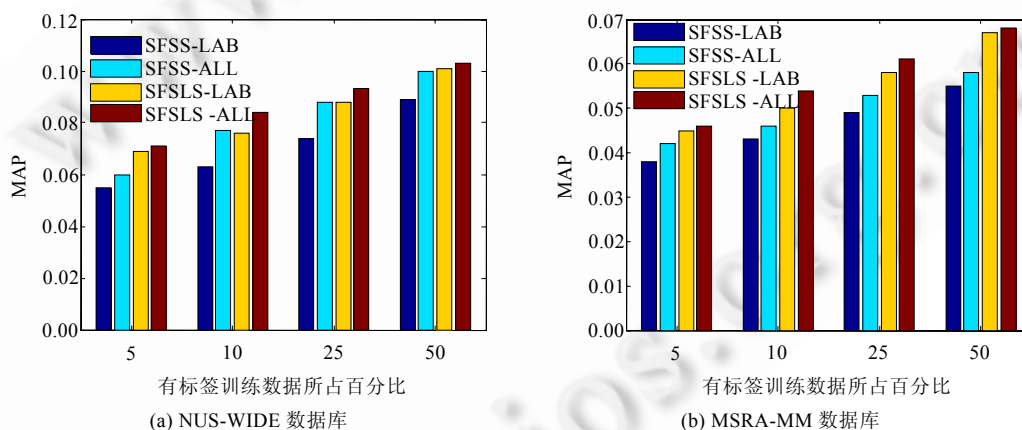 0.12
0.10
0.08
0.06
0.04
0.02
0.00
MAP
SFSS-LAB
SFSS-ALL
SFSLS-LAB
SFSLS -ALL
5 10 25 50
有标签训练数据所占百分比
(a) NUS-WIDE 数据库
0.07
0.06
0.05
0.04
0.03
0.02
0.01
0.00
MAP
SFSS-LAB
SFSS-ALL
SFSLS -LAB
SFSLS -ALL
5 10 25 50
有标签训练数据所占百分比
(b) MSRA-MM 数据库